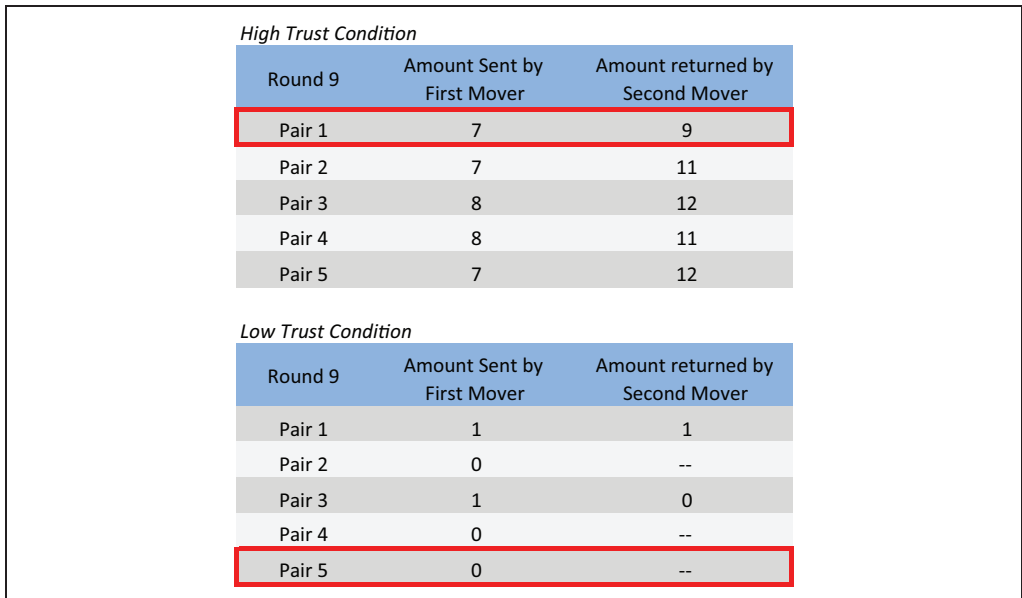 High Trust Condition
Round 9 Amount Sent by First Mover Amount returned by Second Mover
Pair 1 7 9
Pair 2 7 11
Pair 3 8 12
Pair 4 8 11
Pair 5 7 12
Low Trust Condition
Round 9 Amount Sent by First Mover Amount returned by Second Mover
Pair 1 1 1
Pair 2 0 --
Pair 3 1 0
Pair 4 0 --
Pair 5 0 --